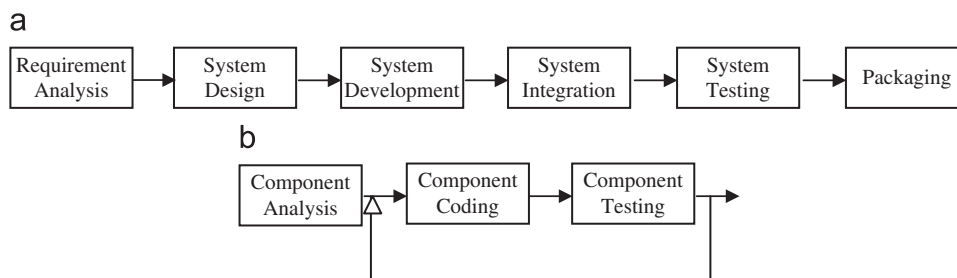 a
Requirement
Analysis
System
Design
System
Development
System
Integration
System
Testing
Packaging
b
Component
Analysis
Component
Coding
Component
Testing